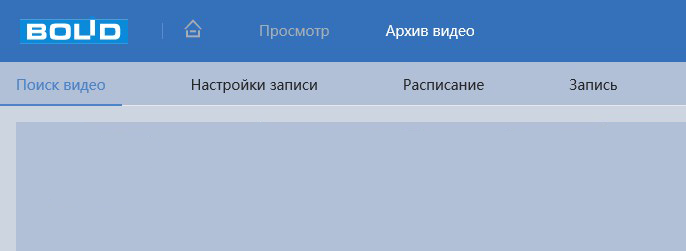 BOLID Просмотр Архив видео
Поиск видео Настройки записи Расписание Запись